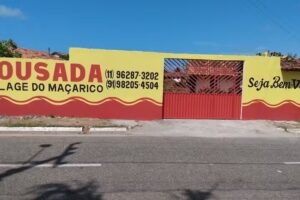 OUSADA
LAGE DO MAÇARICO
(11) 96287-3202
(91) 98205-4504
Seja Bem V